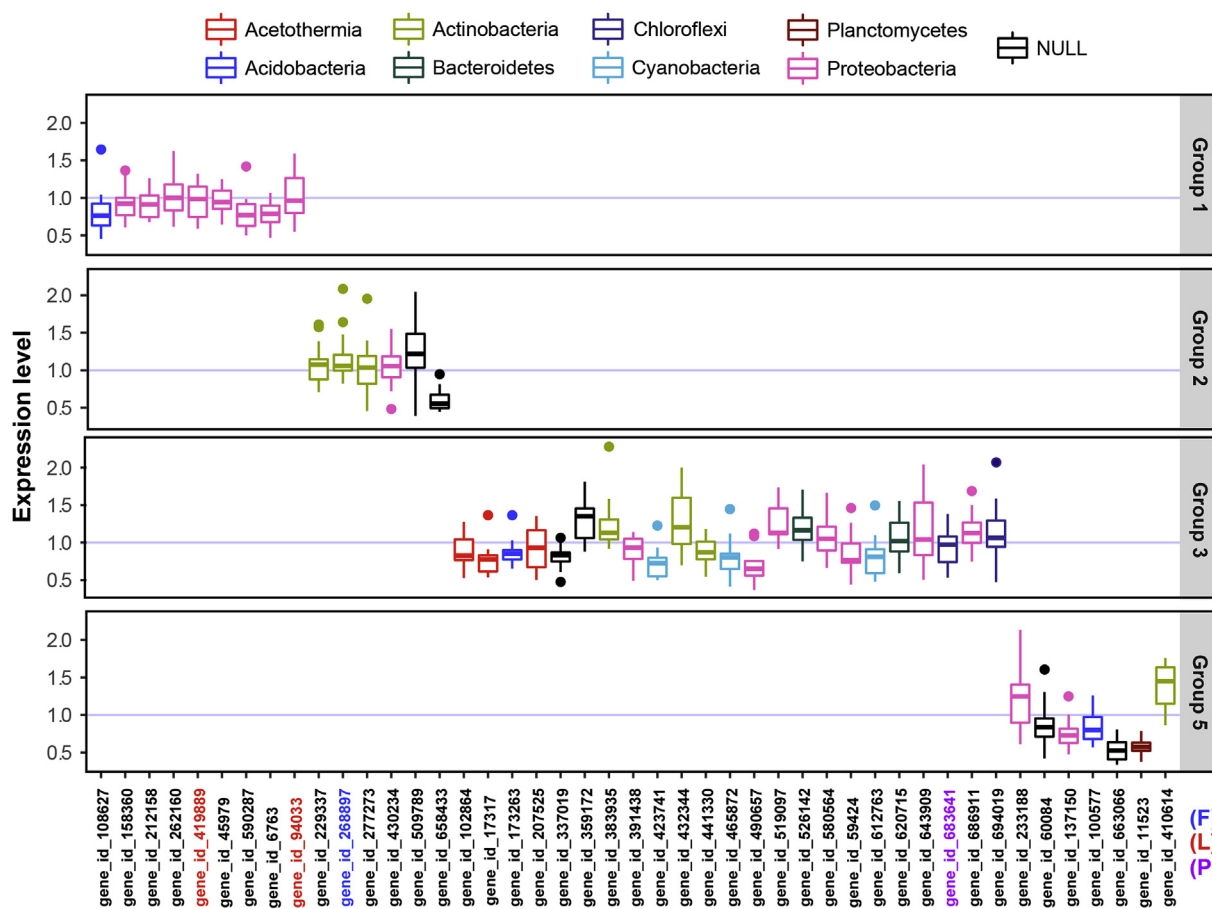 Acetothermia Actinobacteria Chloroflexi Planctomycetes NULL
Acidobacteria Bacteroidetes Cyanobacteria Proteobacteria
Expression level
2.0
1.5
1.0
0.5
Group 1
2.0
1.5
1.0
0.5
Group 2
2.0
1.5
1.0
0.5
Group 3
2.0
1.5
1.0
0.5
Group 5
gene_id_108627
gene_id_158360
gene_id_212158
gene_id_262160
gene_id_419889
gene_id_45979
gene_id_590287
gene_id_6763
gene_id_94033
gene_id_229337
gene_id_268897
gene_id_277273
gene_id_430234
gene_id_509789
gene_id_658433
gene_id_102864
gene_id_17317
gene_id_173263
gene_id_207525
gene_id_337019
gene_id_359172
gene_id_383935
gene_id_391438
gene_id_423741
gene_id_432344
gene_id_441330
gene_id_465872
gene_id_490657
gene_id_519097
gene_id_526142
gene_id_580564
gene_id_59424
gene_id_612763
gene_id_620715
gene_id_643909
gene_id_683641
gene_id_686911
gene_id_694019
gene_id_233188
gene_id_60084
gene_id_137150
gene_id_100577
gene_id_663066
gene_id_11523
gene_id_410614
(F
(L
(P